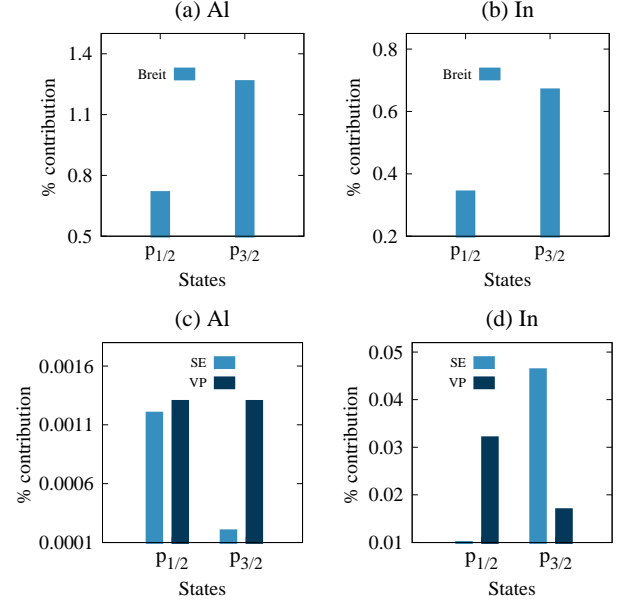 (a) Al
% contribution
1.4
1.1
0.8
0.5
Breit
p1/2
p3/2
States
(b) In
% contribution
0.8
0.6
0.4
0.2
Breit
p1/2
p3/2
States
(c) Al
% contribution
0.0016
0.0011
0.0006
0.0001
SE
VP
p1/2
p3/2
States
(d) In
% contribution
0.05
0.04
0.03
0.02
0.01
SE
VP
p1/2
p3/2
States